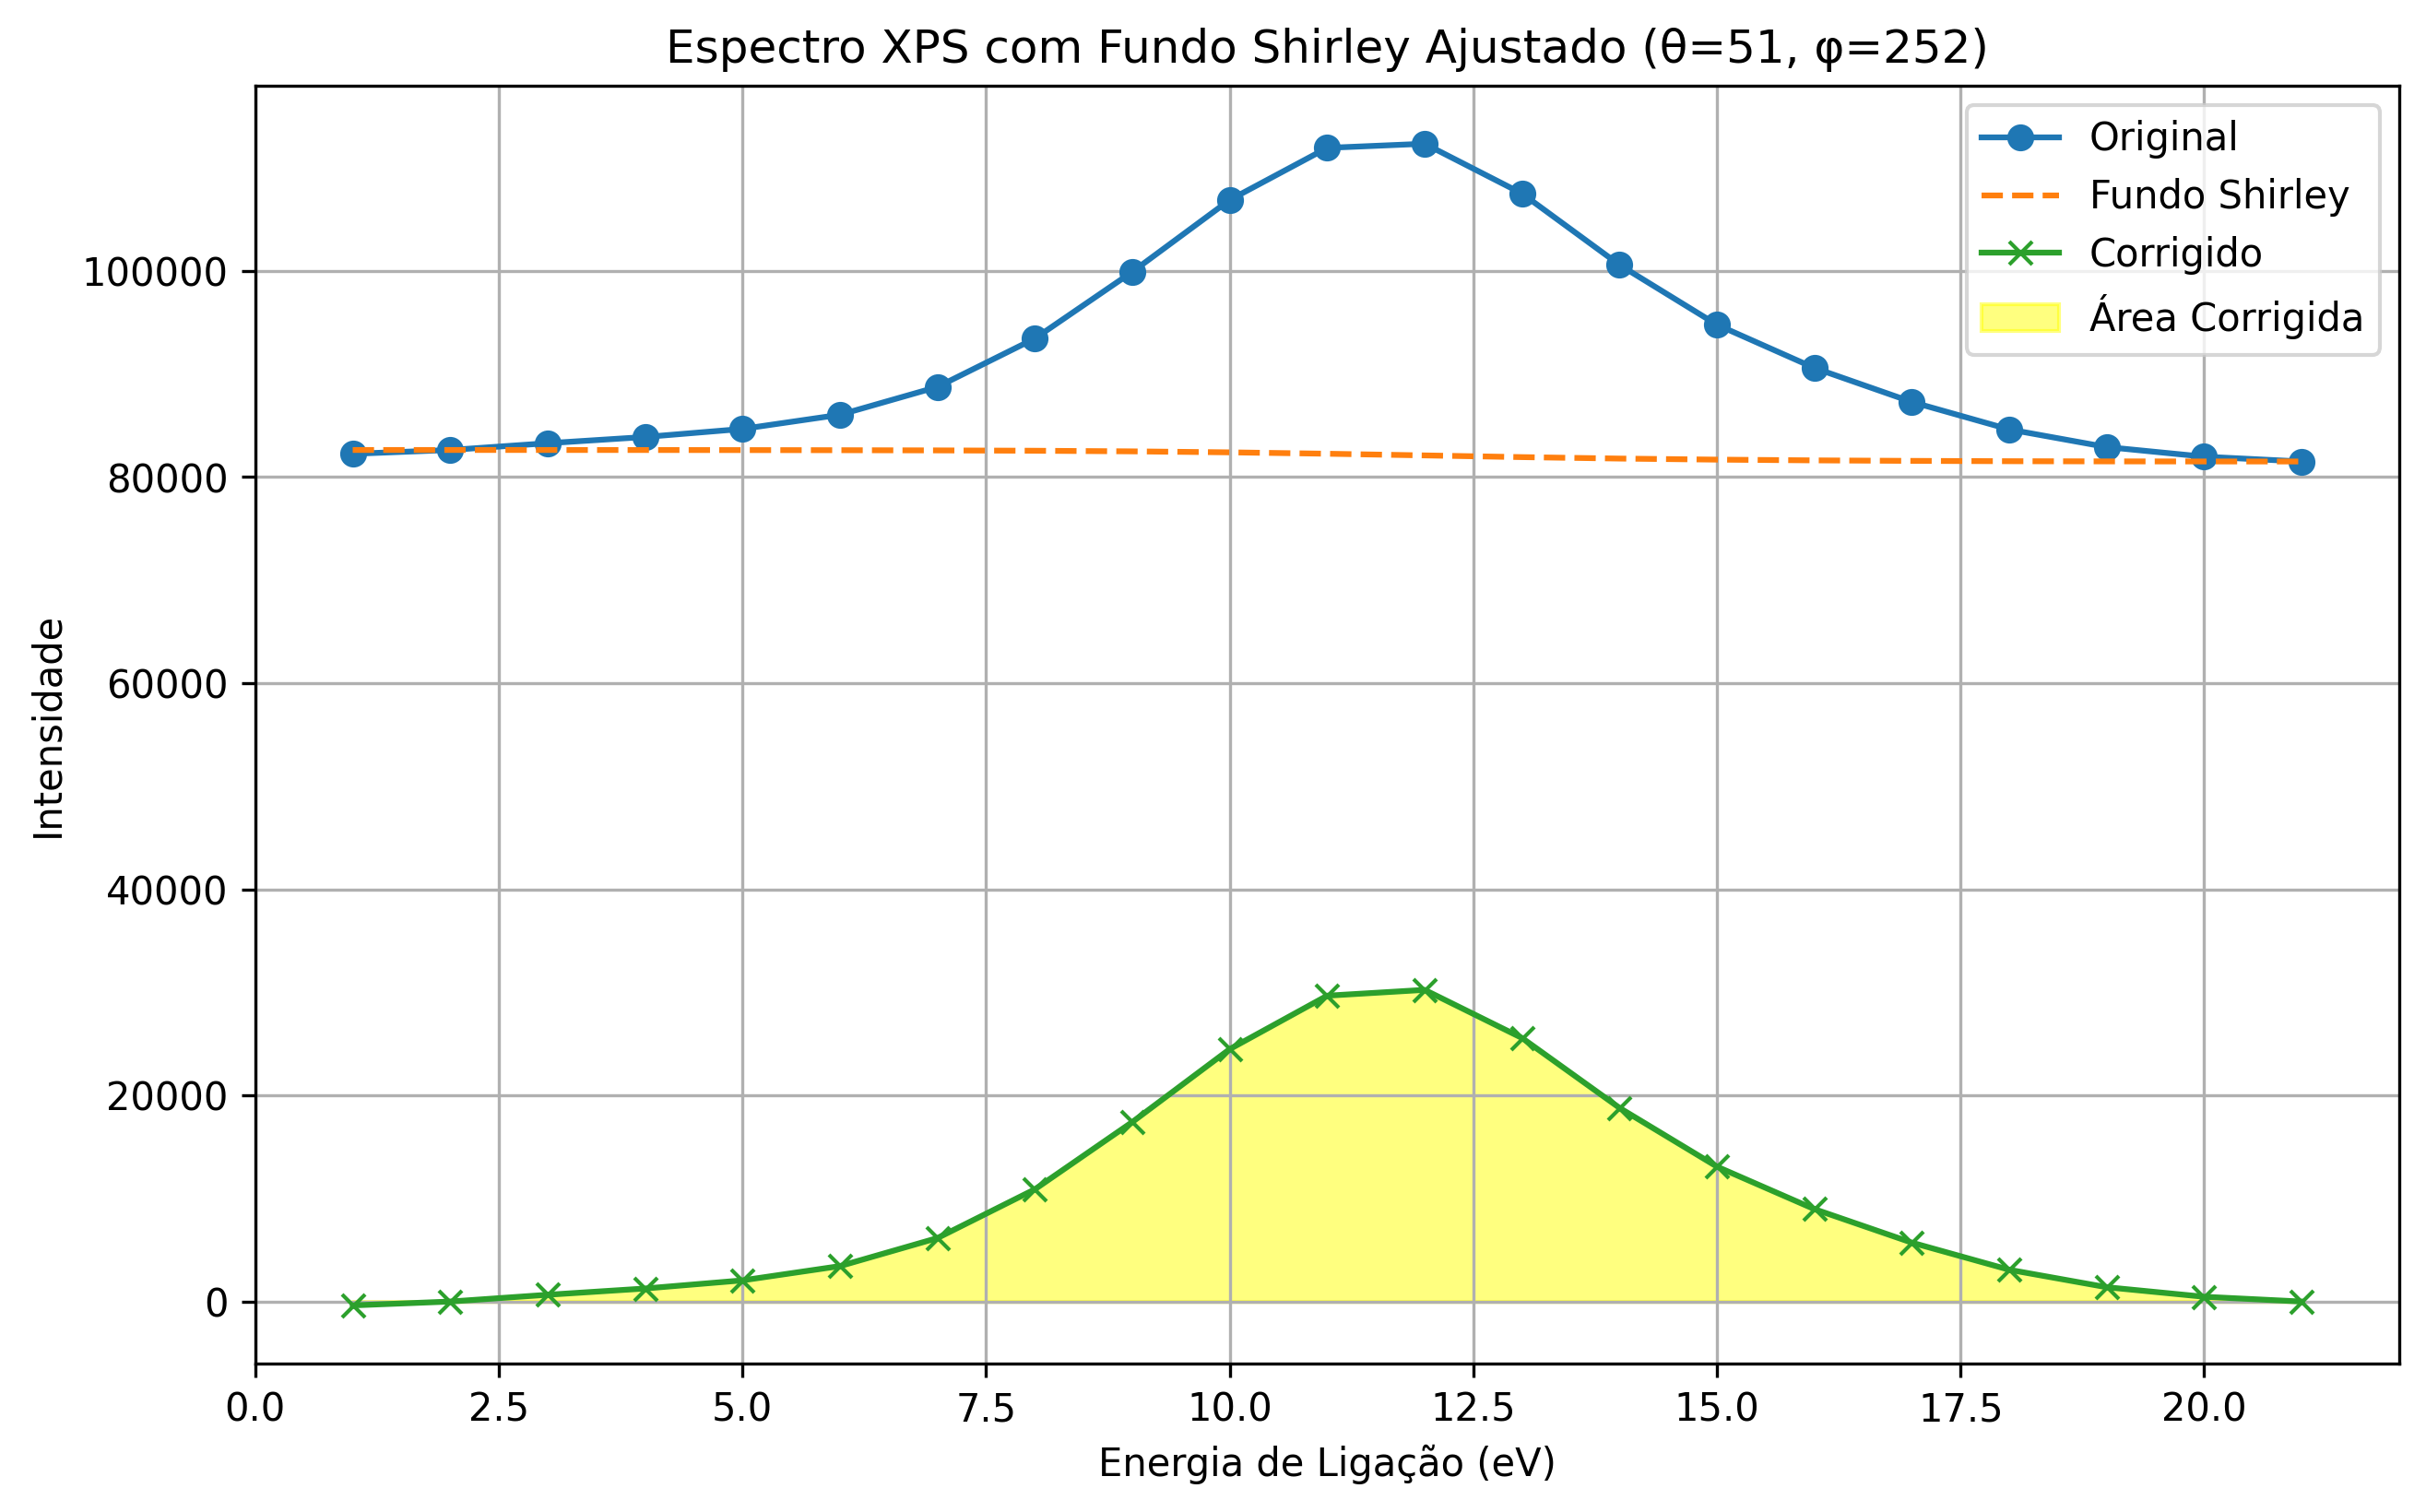 Espectro XPS com Fundo Shirley Ajustado (θ=51, φ=252)
Original
Fundo Shirley
Corrigido
Área Corrigida
Intensidade
100000
80000
60000
40000
20000
0
0.0 2.5 5.0 7.5 10.0 12.5 15.0 17.5 20.0
Energia de Ligação (eV)